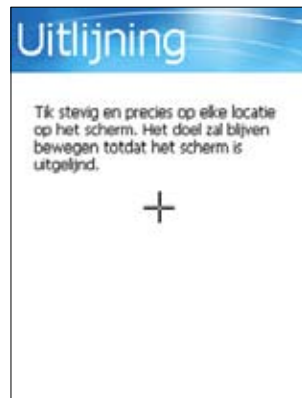 Uitlijning
Tik stevig en precies op elke locatie
op het scherm. Het doel zal blijven
bewegen totdat het scherm is
uitgelijnd.